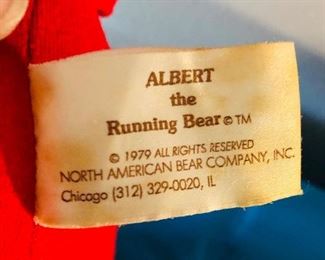 ALBERT
the
Running Bear © TM
© 1979 ALL RIGHTS RESERVED
NORTH AMERICAN BEAR COMPANY, INC.
Chicago (312) 329-0020, IL